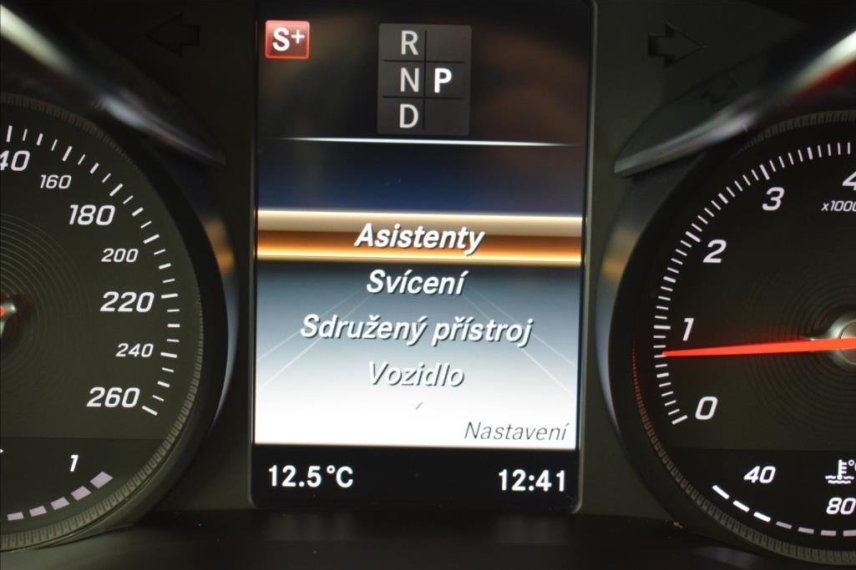 S+
R
N P
D
40
160
180
200
220
240
260
1
Asistenty
Svícení
Sdružený přístroj
Vozidlo
Nastavení
12.5°C 12:41
4
x1000
3
2
1
0
40
80